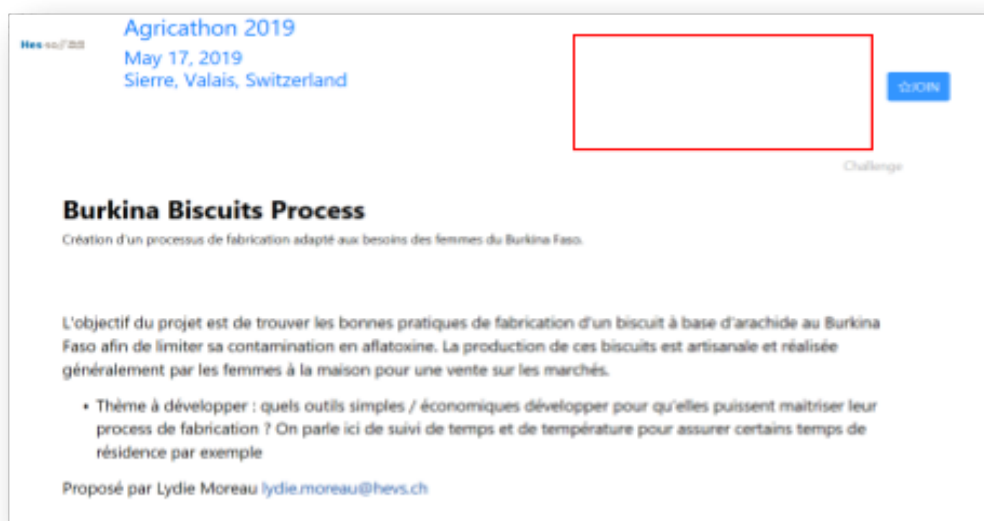 Agricathon 2019
May 17, 2019
Sierre, Valais, Switzerland
JOIN
Challenge
Burkina Biscuits Process
Création d'un processus de fabrication adapté aux besoins des femmes du Burkina Faso.
L'objectif du projet est de trouver les bonnes pratiques de fabrication d'un biscuit à base d'arachide au Burkina
Faso afin de limiter sa contamination en aflatoxine. La production de ces biscuits est artisanale et réalisée
généralement par les femmes à la maison pour une vente sur les marchés.
• Thème à développer : quels outils simples / économiques développer pour qu'elles puissent maitriser leur
process de fabrication ? On parle ici de suivi de temps et de température pour assurer certains temps de
résidence par exemple
Proposé par Lydie Moreau lydie.moreau@hevs.ch